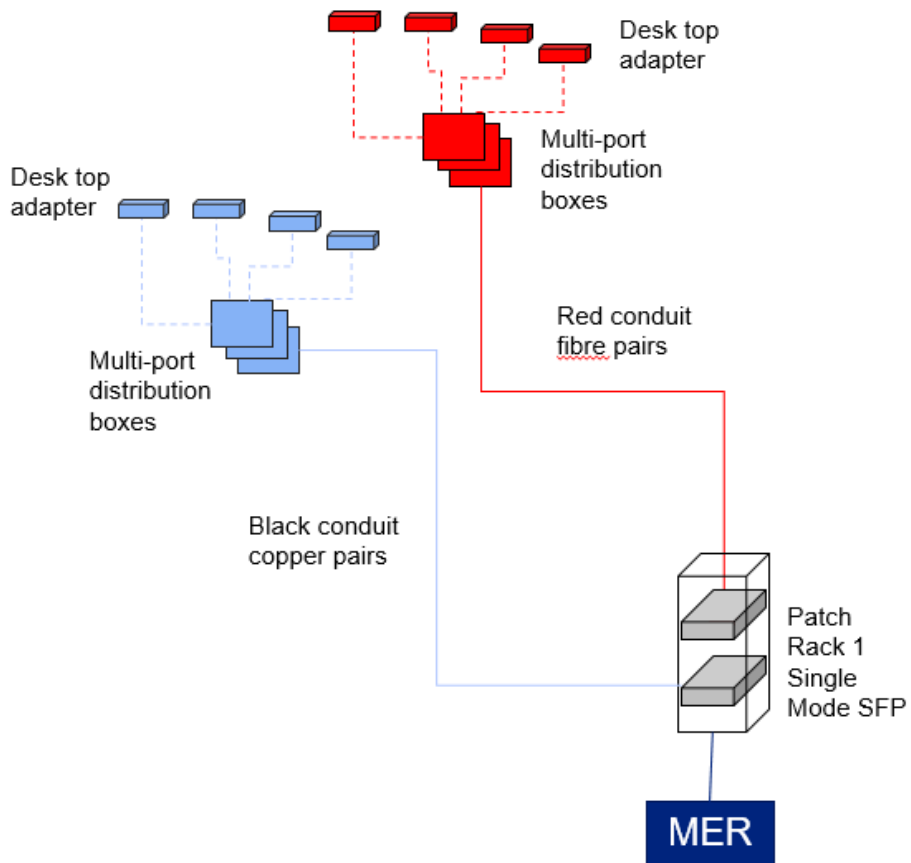 Desk top
adapter
Multi-port
distribution
boxes
Desk top
adapter
Multi-port
distribution
boxes
Red conduit
fibre pairs
Black conduit
copper pairs
Patch
Rack 1
Single
Mode SFP
MER